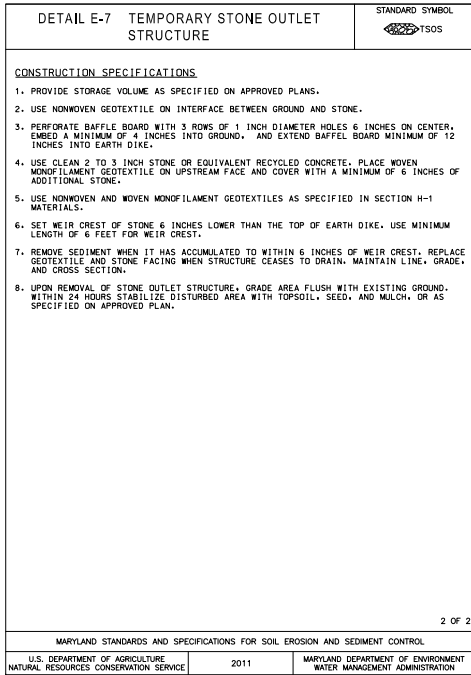 DETAIL E-7 TEMPORARY STONE OUTLET
STRUCTURE
STANDARD SYMBOL
TSOS
CONSTRUCTION SPECIFICATIONS
1. PROVIDE STORAGE VOLUME AS SPECIFIED ON APPROVED PLANS.
2. USE NONWOVEN GEOTEXTILE ON INTERFACE BETWEEN GROUND AND STONE.
3. PERFORATE BAFFLE BOARD WITH 3 ROWS OF 1 INCH DIAMETER HOLES 6 INCHES ON CENTER,
EMBED A MINIMUM OF 4 INCHES INTO GROUND, AND EXTEND BAFFEL BOARD MINIMUM OF 12
INCHES INTO EARTH DIKE.
4. USE CLEAN 2 TO 3 INCH STONE OR EQUIVALENT RECYCLED CONCRETE. PLACE WOVEN
MONOFILAMENT GEOTEXTILE ON UPSTREAM FACE AND COVER WITH A MINIMUM OF 6 INCHES OF
ADDITIONAL STONE.
5. USE NONWOVEN AND WOVEN MONOFILAMENT GEOTEXTILES AS SPECIFIED IN SECTION H-1
MATERIALS.
6. SET WEIR CREST OF STONE 6 INCHES LOWER THAN THE TOP OF EARTH DIKE. USE MINIMUM
LENGTH OF 6 FEET FOR WEIR CREST.
7. REMOVE SEDIMENT WHEN IT HAS ACCUMULATED TO WITHIN 6 INCHES OF WEIR CREST. REPLACE
GEOTEXTILE AND STONE FACING WHEN STRUCTURE CEASES TO DRAIN. MAINTAIN LINE, GRADE,
AND CROSS SECTION.
8. UPON REMOVAL OF STONE OUTLET STRUCTURE, GRADE AREA FLUSH WITH EXISTING GROUND.
WITHIN 24 HOURS STABILIZE DISTURBED AREA WITH TOPSOIL, SEED, AND MULCH, OR AS
SPECIFIED ON APPROVED PLAN.
2 OF 2
MARYLAND STANDARDS AND SPECIFICATIONS FOR SOIL EROSION AND SEDIMENT CONTROL
U.S. DEPARTMENT OF AGRICULTURE
NATURAL RESOURCES CONSERVATION SERVICE
2011
MARYLAND DEPARTMENT OF ENVIRONMENT
WATER MANAGEMENT ADMINISTRATION